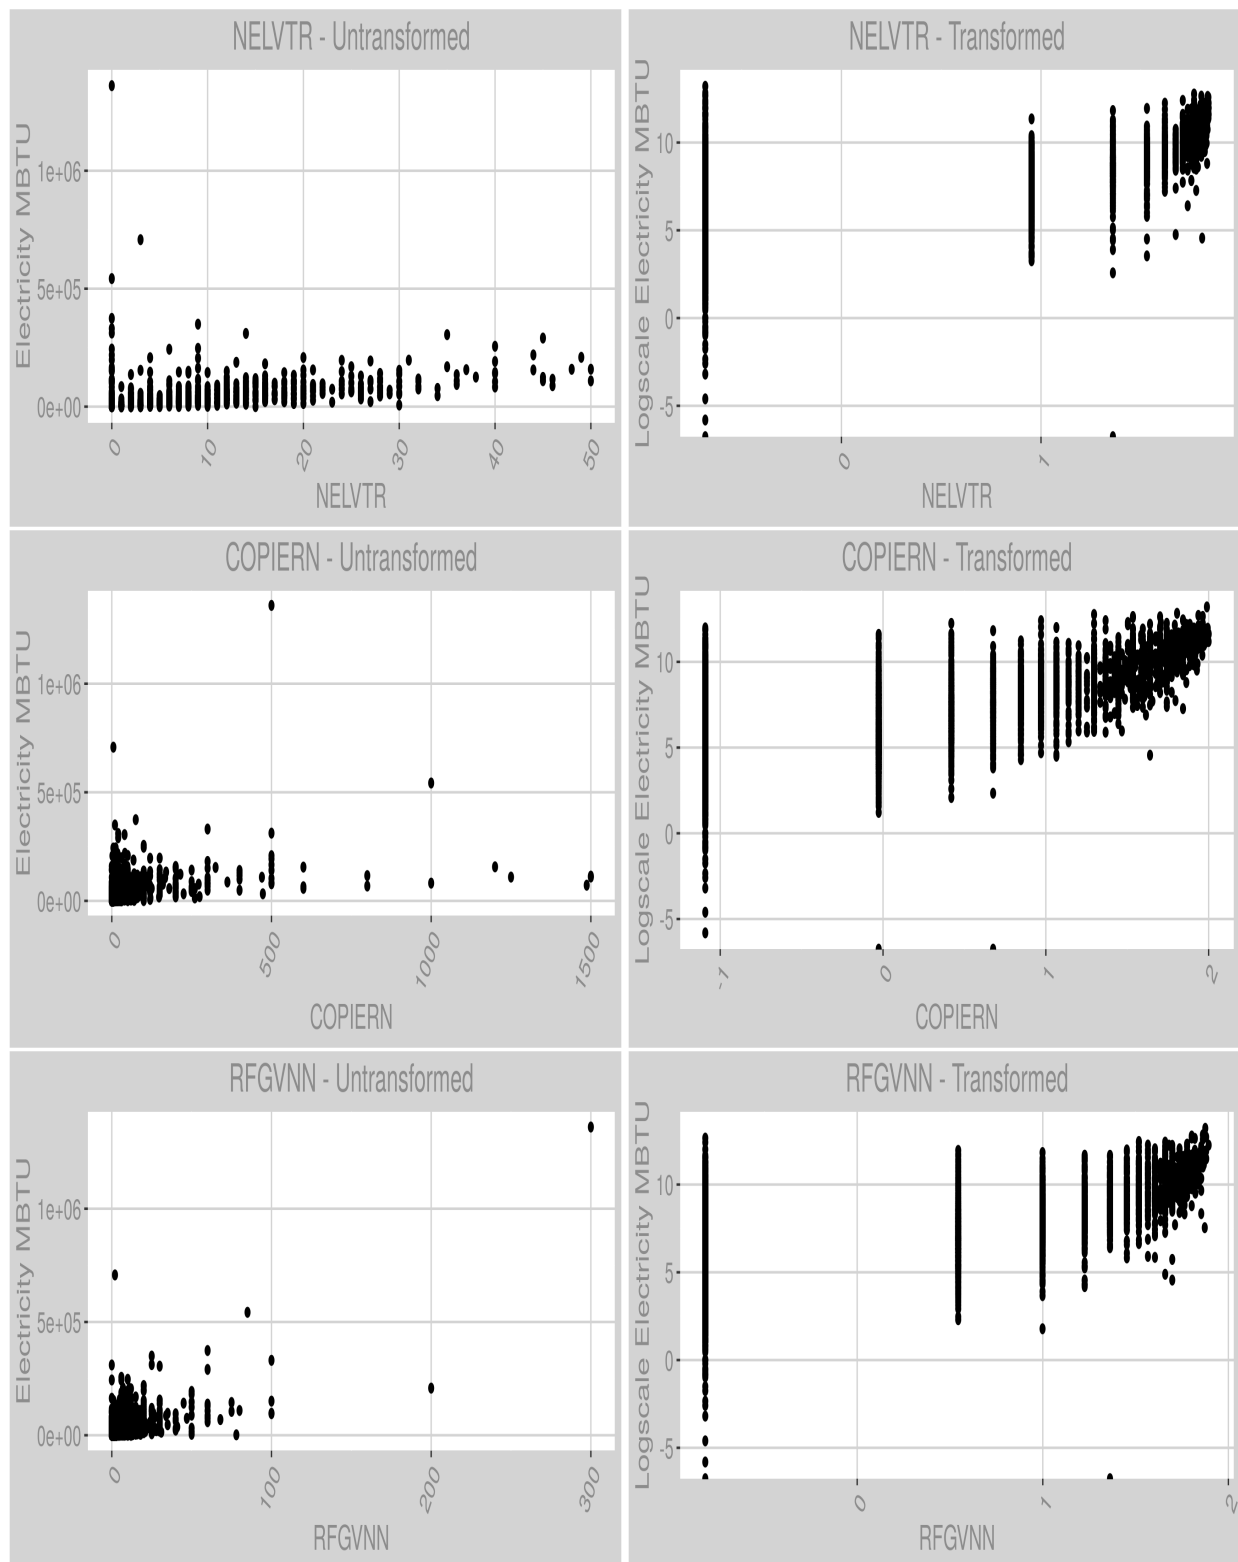 NELVTR - Untransformed
Electricity MBTU
1e+06
5e+05
0e+00
0 10 20 30 40 50
NELVTR
NELVTR - Transformed
Logscale Electricity MBTU
10
5
0
-5
0 1
NELVTR
COPIERN - Untransformed
Electricity MBTU
1e+06
5e+05
0e+00
0 500 1000 1500
COPIERN
COPIERN - Transformed
Logscale Electricity MBTU
10
5
0
-5
-1 0 1 2
COPIERN
RFGVNN - Untransformed
Electricity MBTU
1e+06
5e+05
0e+00
0 100 200 300
RFGVNN
RFGVNN - Transformed
Logscale Electricity MBTU
10
5
0
-5
0 1 2
RFGVNN